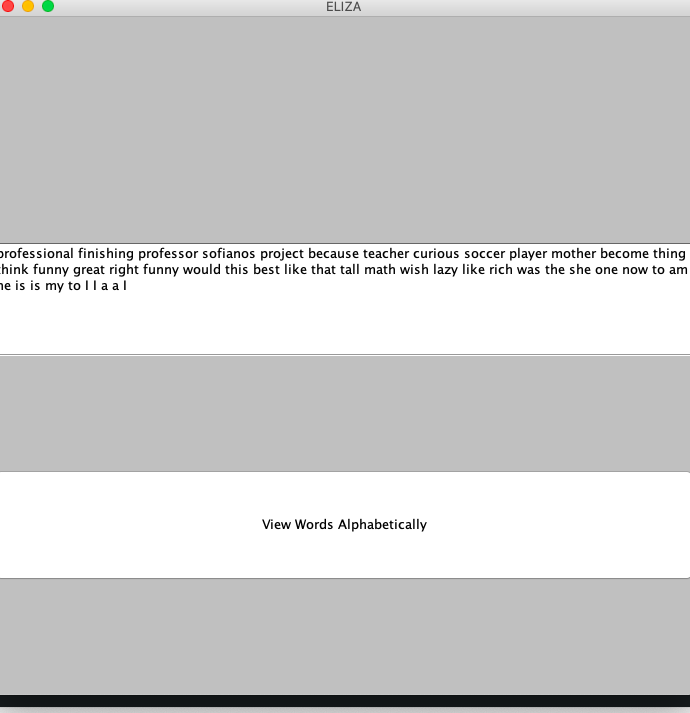 ELIZA
professional finishing professor sofianos project because teacher curious soccer player mother become thing
think funny great right funny would this best like that tall math wish lazy like rich was the she one now to am
is is my to I I a a I
View Words Alphabetically